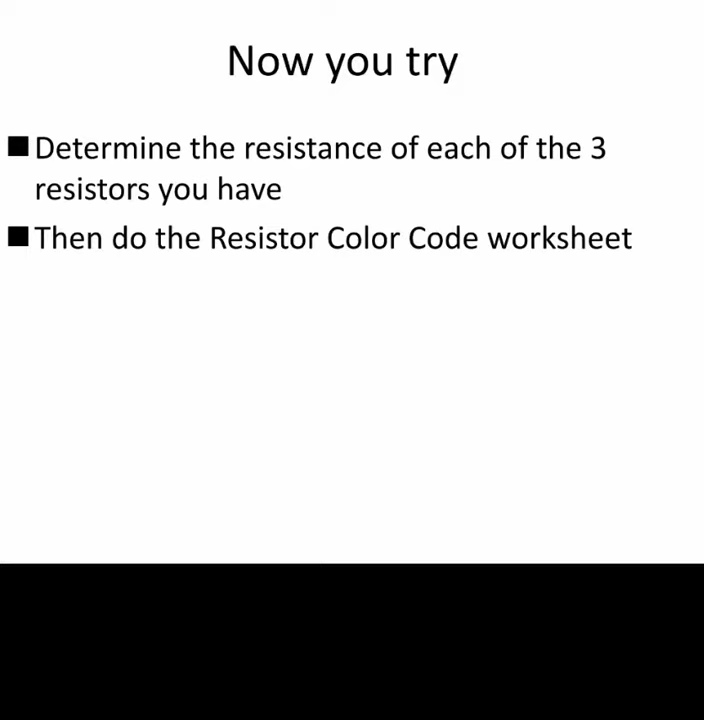 Now you try
Determine the resistance of each of the 3
resistors you have
Then do the Resistor Color Code worksheet